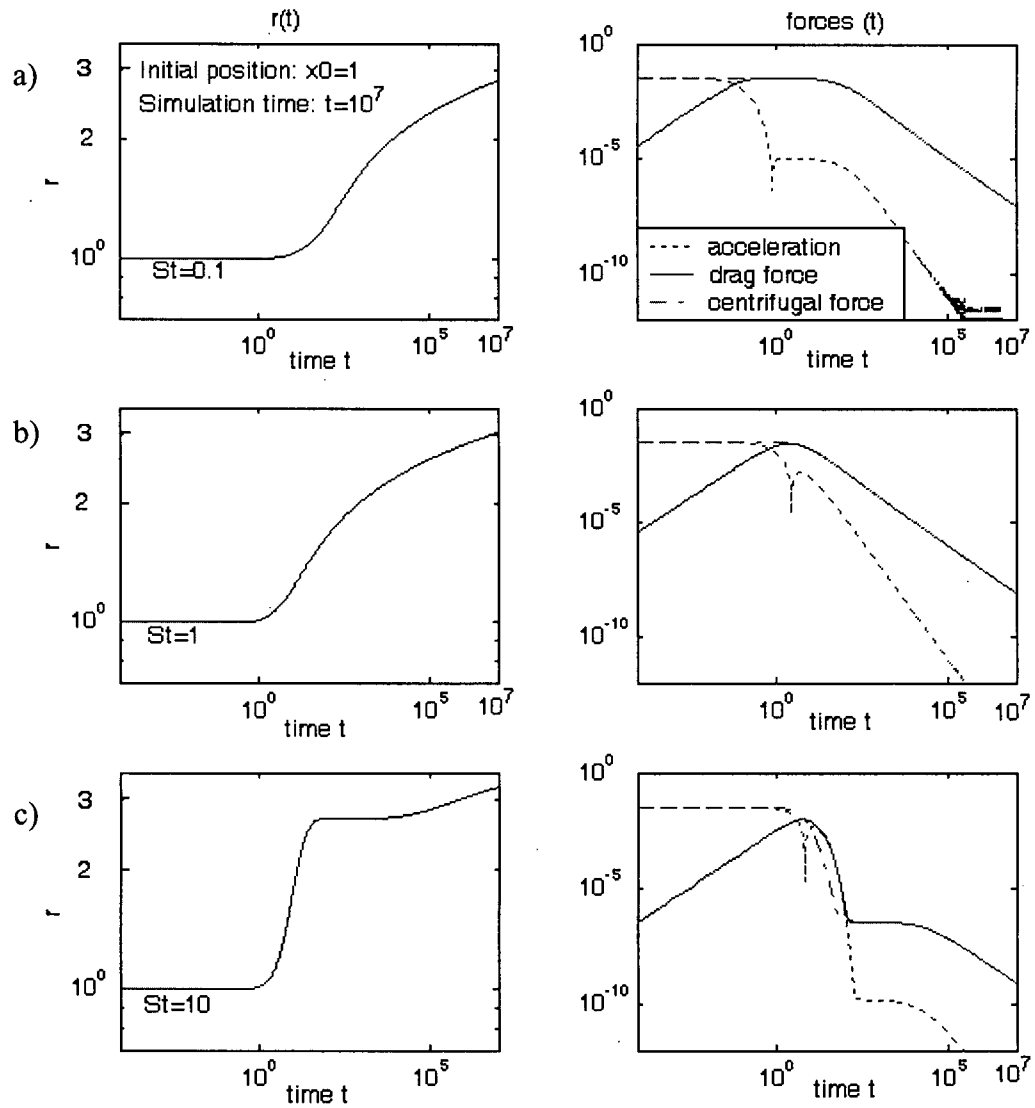 r(t)
forces (t)
a)
3
2
10^0
r
Initial position: x0=1
Simulation time: t=10^7
St=0.1
10^0 10^5 10^7
time t
10^0
10^-5
10^-10
acceleration
drag force
centrifugal force
10^0 10^5 10^7
time t
b)
3
2
10^0
r
St=1
10^0 10^5 10^7
time t
10^0
10^-5
10^-10
10^0 10^5 10^7
time t
c)
3
2
10^0
r
St=10
10^0 10^5 10^7
time t
10^0
10^-5
10^-10
10^0 10^5 10^7
time t